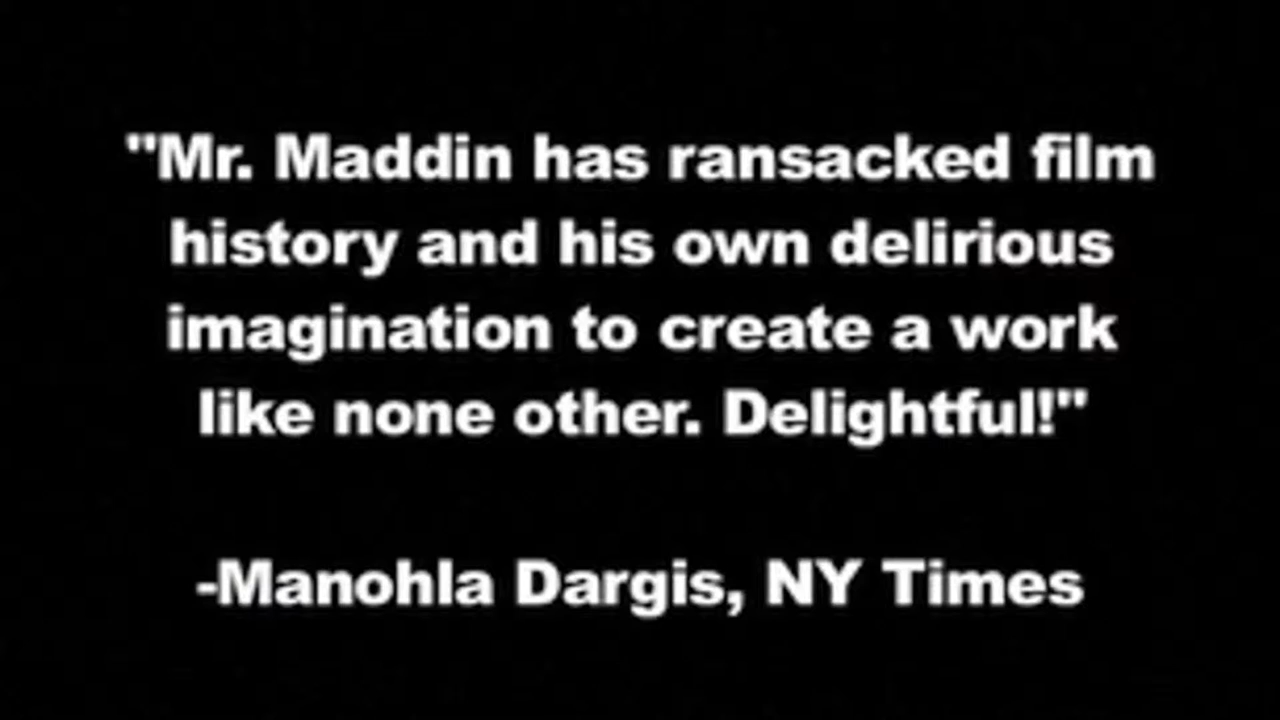 "Mr. Maddin has ransacked film
history and his own delirious
imagination to create a work
like none other. Delightful!"
-Manohla Dargis, NY Times